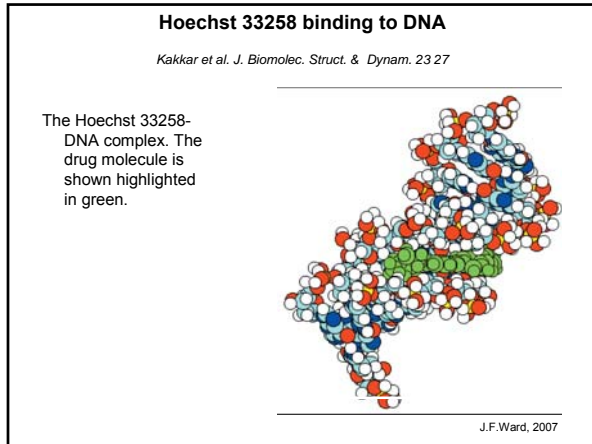 Hoechst 33258 binding to DNA
Kakkar et al. J. Biomolec. Struct. & Dynam. 23 27
The Hoechst 33258-
DNA complex. The
drug molecule is
shown highlighted
in green.
J.F.Ward, 2007